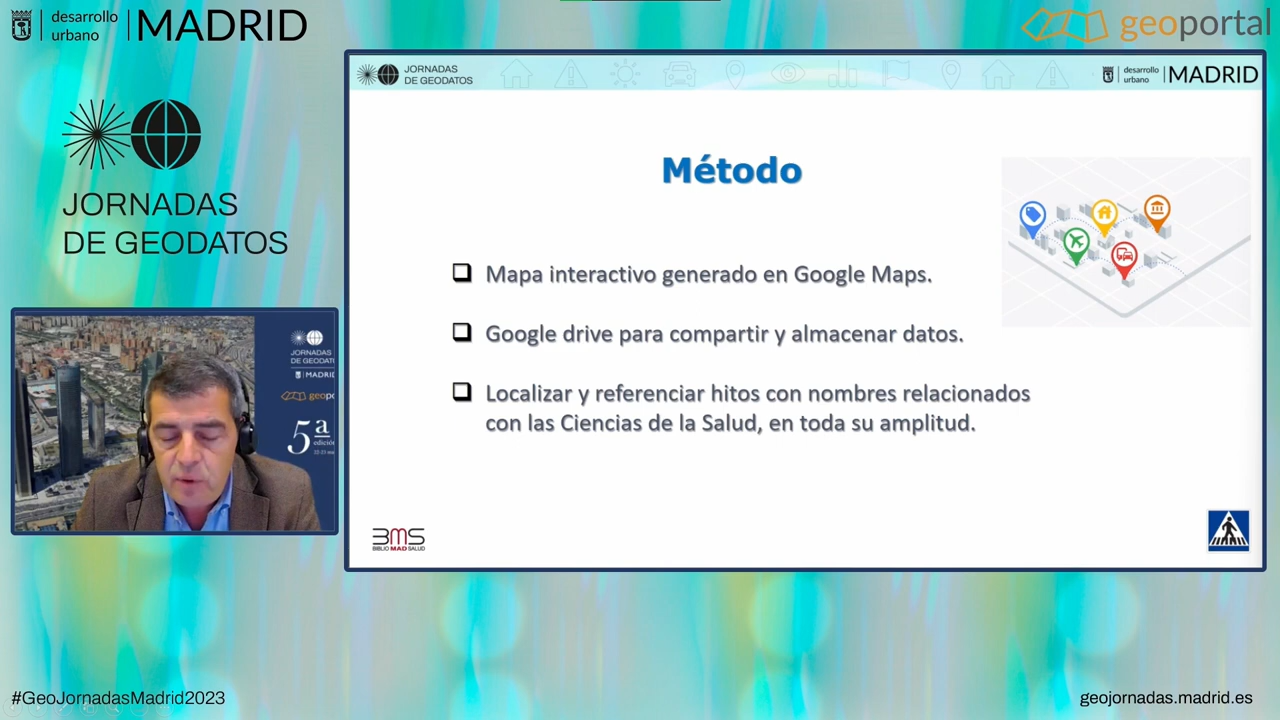 desarrollo
urbano
MADRID
geoportal
JORNADAS
DE GEODATOS
JORNADAS
DE GEODATOS
desarrollo
urbano
MADRID
Método
Mapa interactivo generado en Google Maps.
Google drive para compartir y almacenar datos.
Localizar y referenciar hitos con nombres relacionados
con las Ciencias de la Salud, en toda su amplitud.
BMS
BIBLIO MAD SALUD
JORNADAS
DE GEODAT
MADRID
geopo
5ª
edición
#GeoJornadasMadrid2023
geojornadas.madrid.es